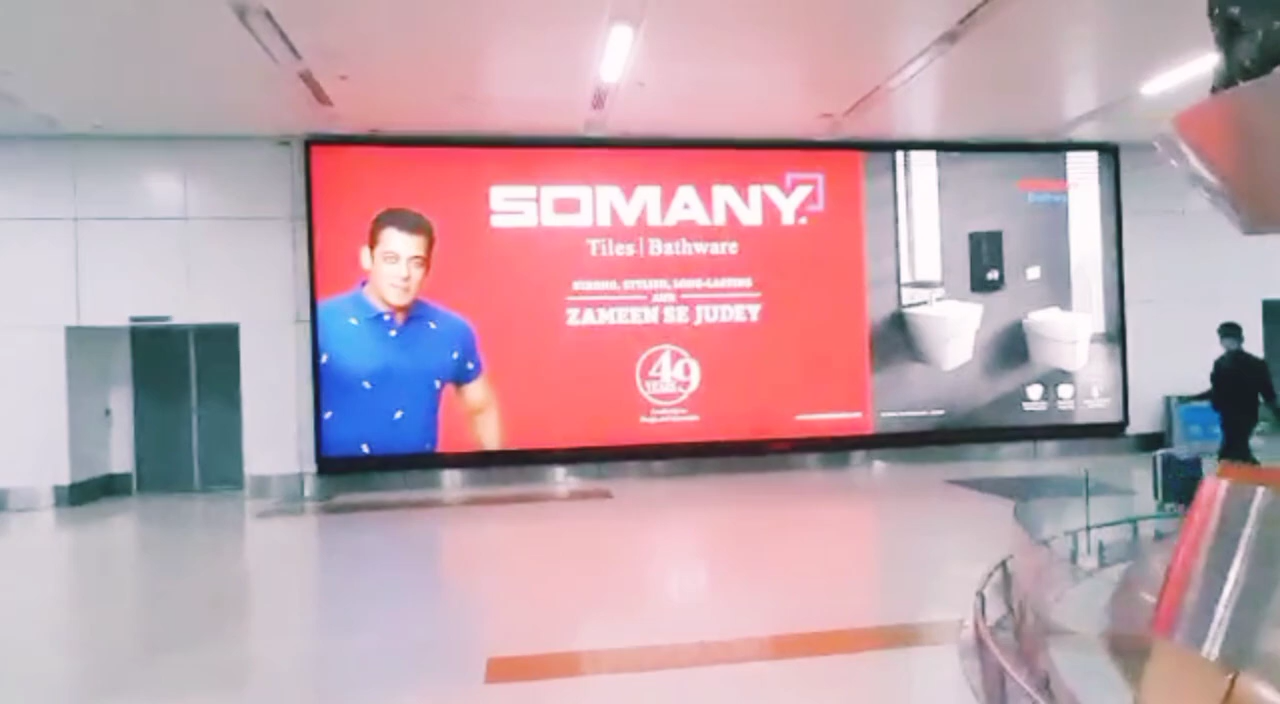 SOMANY
Tiles | Bathware
STRONG, STYLISH, LONG-LASTING
AND
ZAMEEN SE JUDEY
49
YEARS